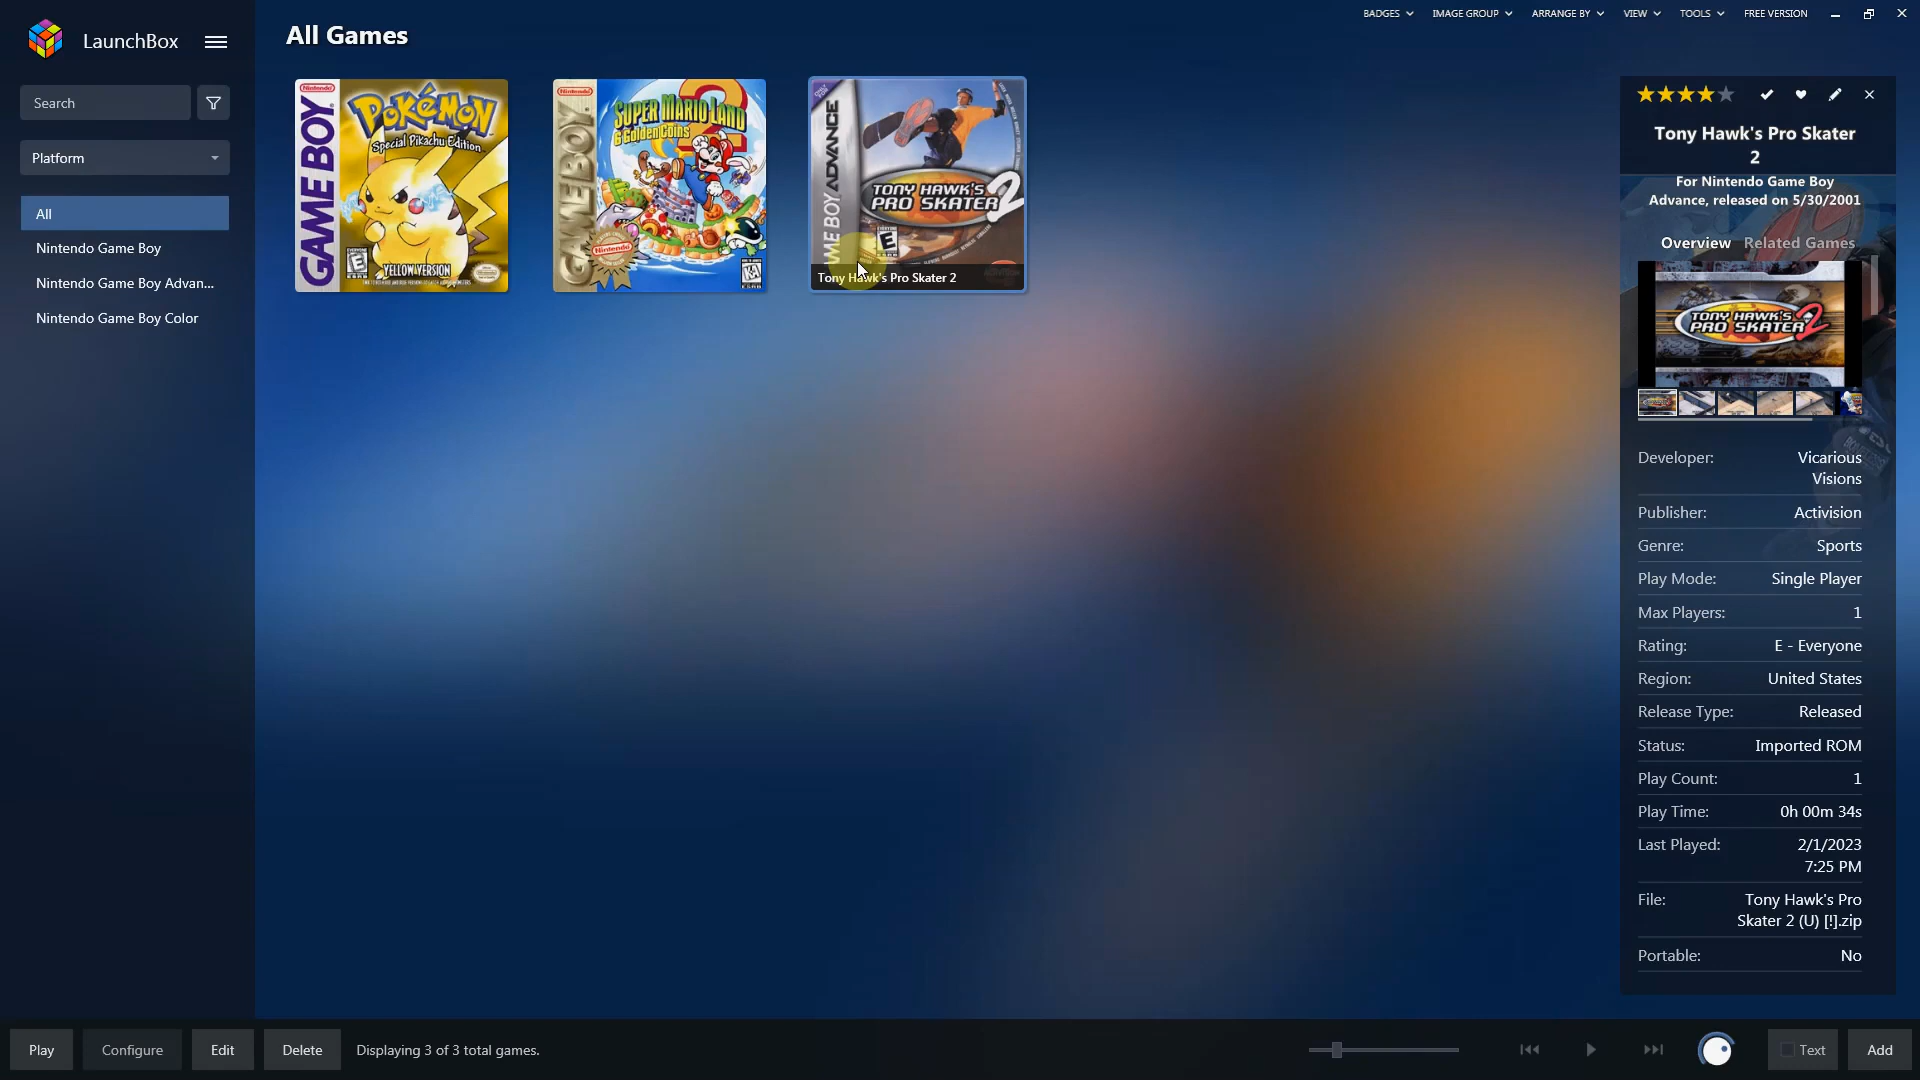 BADGES
IMAGE GROUP
ARRANGE BY
VIEW
TOOLS
FREE VERSION
LaunchBox
Search
Platform
All
Nintendo Game Boy
Nintendo Game Boy Advan...
Nintendo Game Boy Color
All Games
Nintendo
GAME BOY
POKéMON
Special Pikachu Edition
EVERYONE
E
YELLOW VERSION
Nintendo
GAME BOY
SUPER MARIO LAND 2
6 Golden Coins
Nintendo
K·A
GAME BOY ADVANCE
TONY HAWK'S
PRO SKATER 2
E
Tony Hawk's Pro Skater 2
Tony Hawk's Pro Skater
2
For Nintendo Game Boy
Advance, released on 5/30/2001
Overview
Related Games
TONY HAWK'S
PRO SKATER 2
Developer: Vicarious
Visions
Publisher: Activision
Genre: Sports
Play Mode: Single Player
Max Players: 1
Rating: E - Everyone
Region: United States
Release Type: Released
Status: Imported ROM
Play Count: 1
Play Time: 0h 00m 34s
Last Played: 2/1/2023
7:25 PM
File: Tony Hawk's Pro
Skater 2 (U) [!].zip
Portable: No
Play
Configure
Edit
Delete
Displaying 3 of 3 total games.
Text
Add